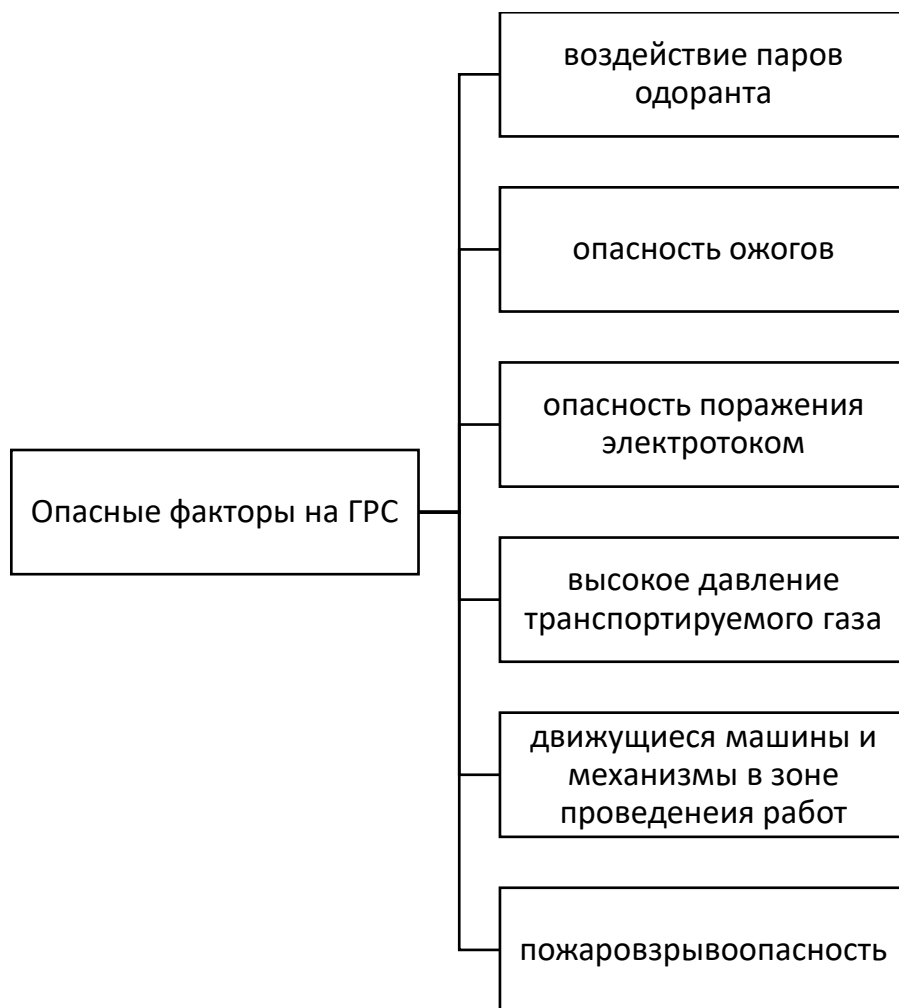 воздействие паров
одоранта
опасность ожогов
опасность поражения
электротоком
Опасные факторы на ГРС
высокое давление
транспортируемого газа
движущиеся машины и
механизмы в зоне
проведенеия работ
пожаровзрывоопасность